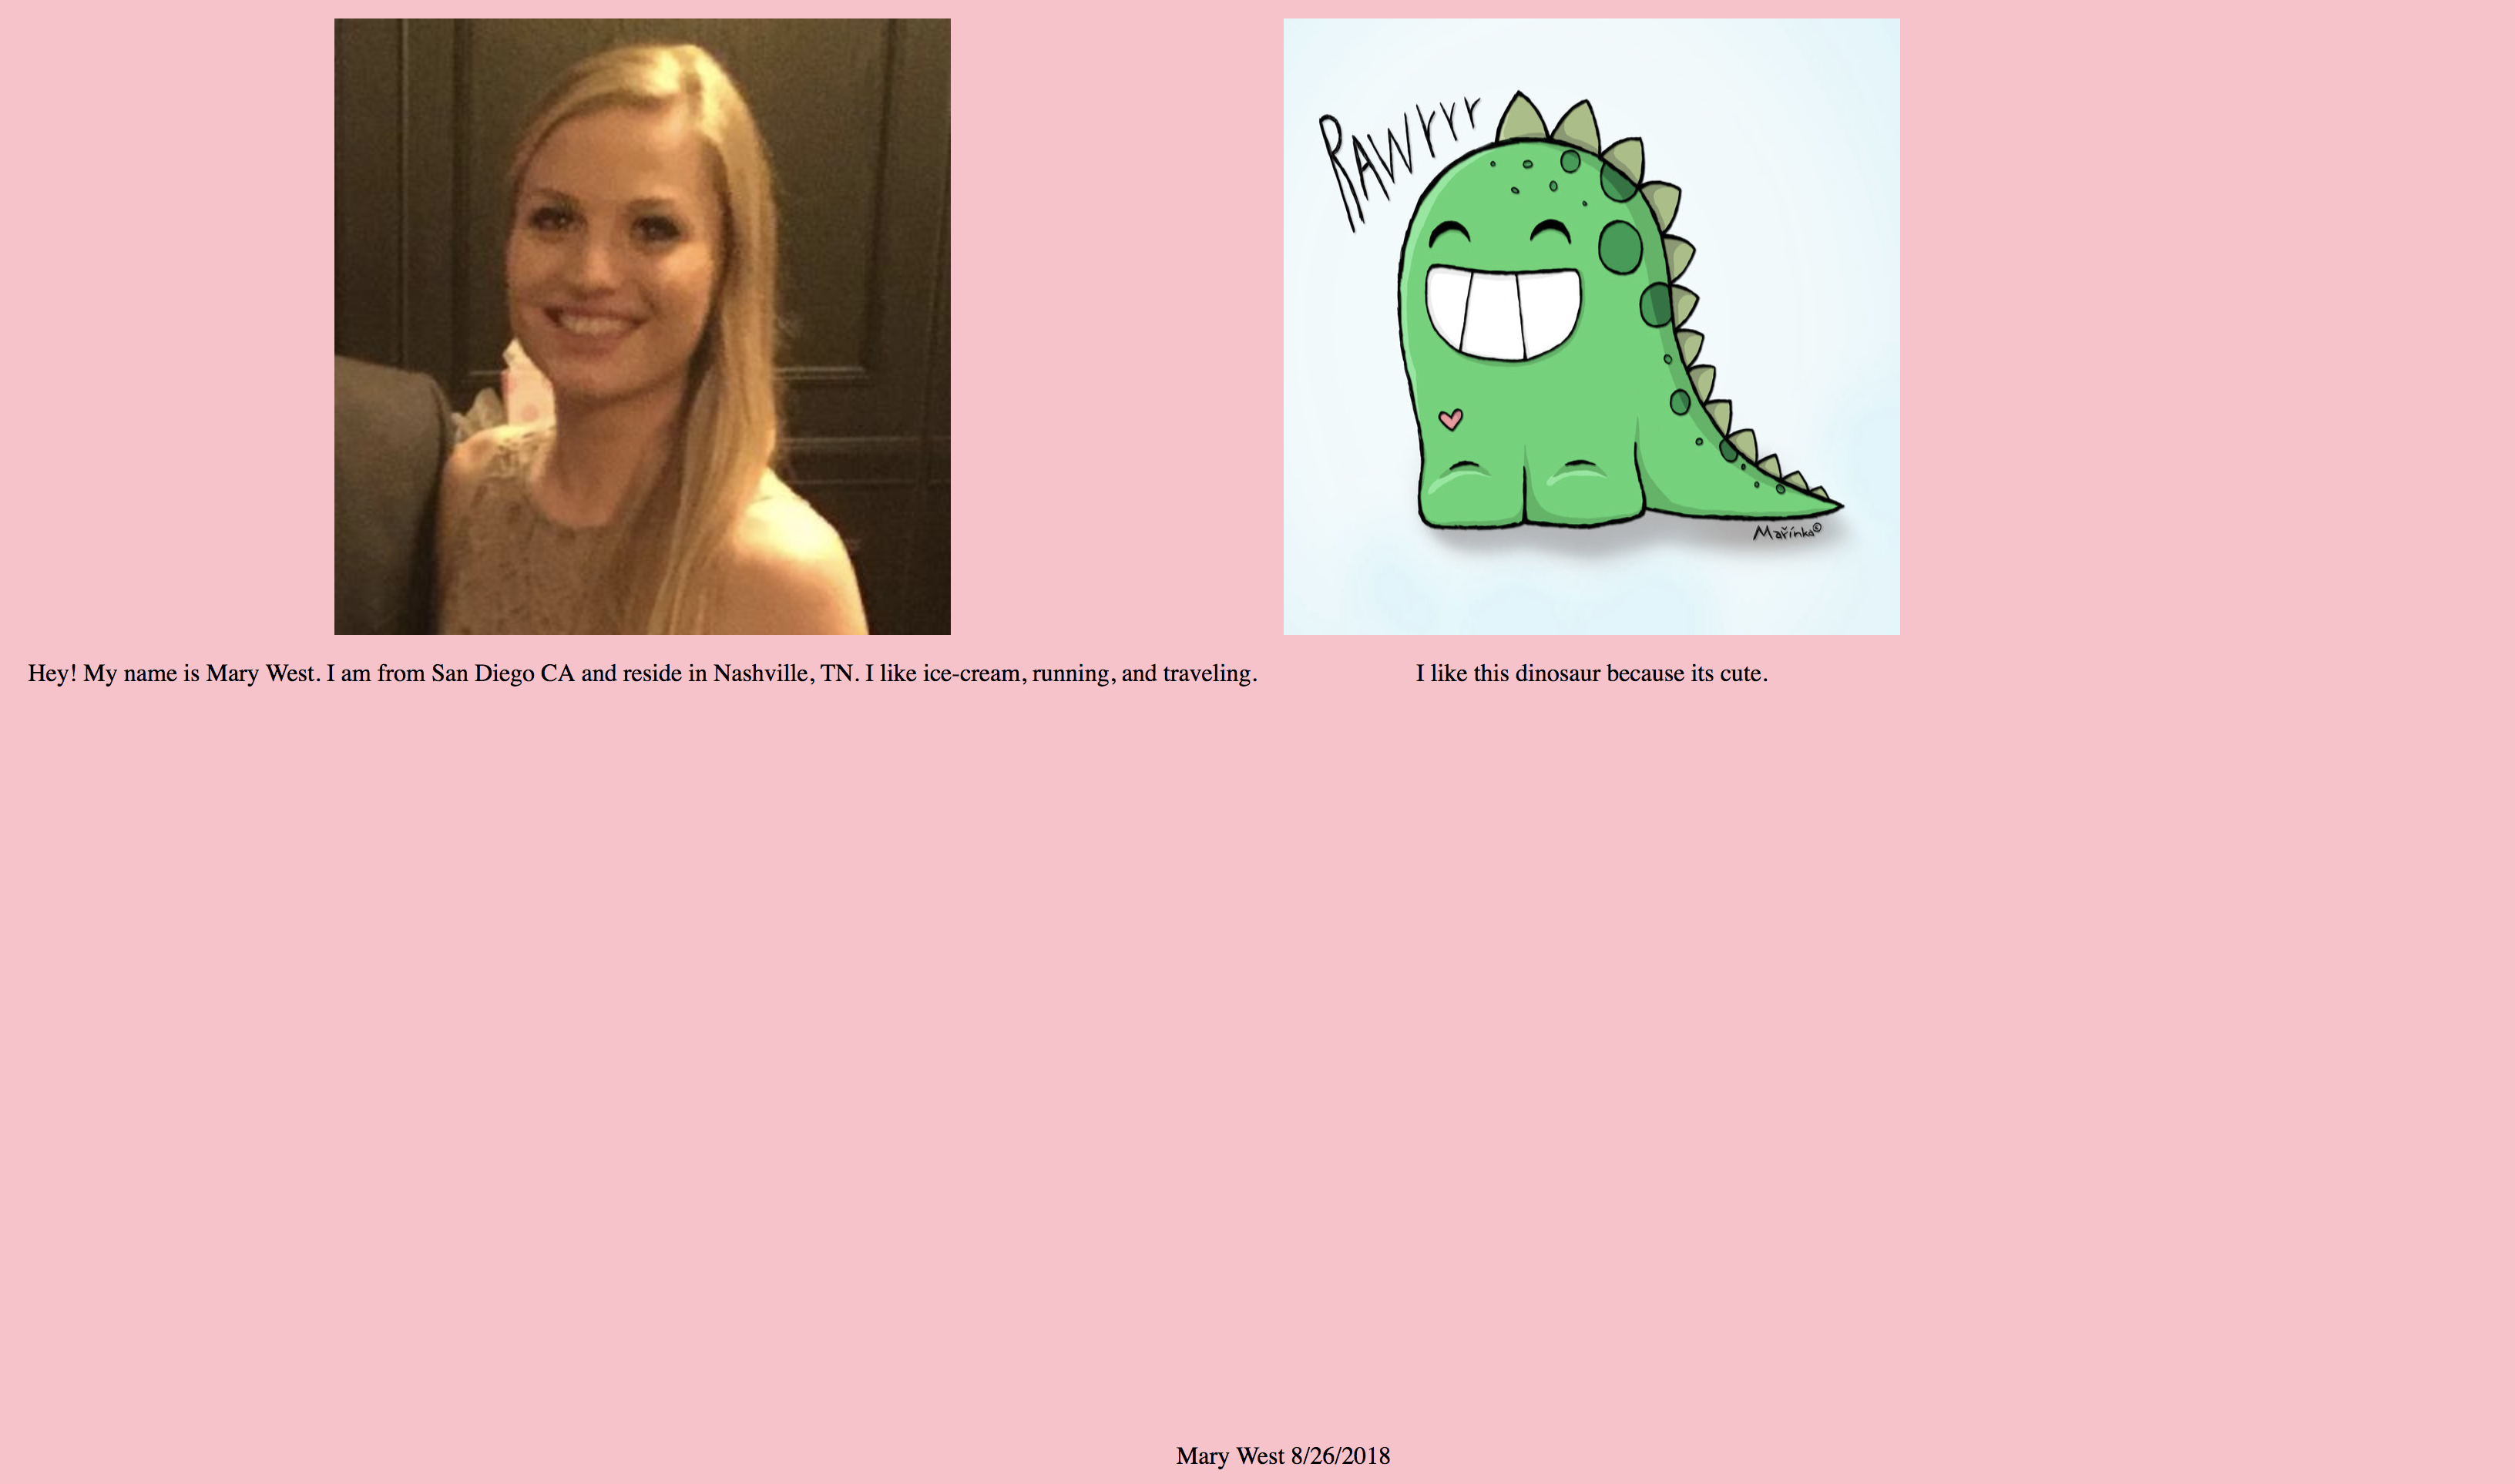 RAWrrr
Mařínka©
Hey! My name is Mary West. I am from San Diego CA and reside in Nashville, TN. I like ice-cream, running, and traveling.
I like this dinosaur because its cute.
Mary West 8/26/2018